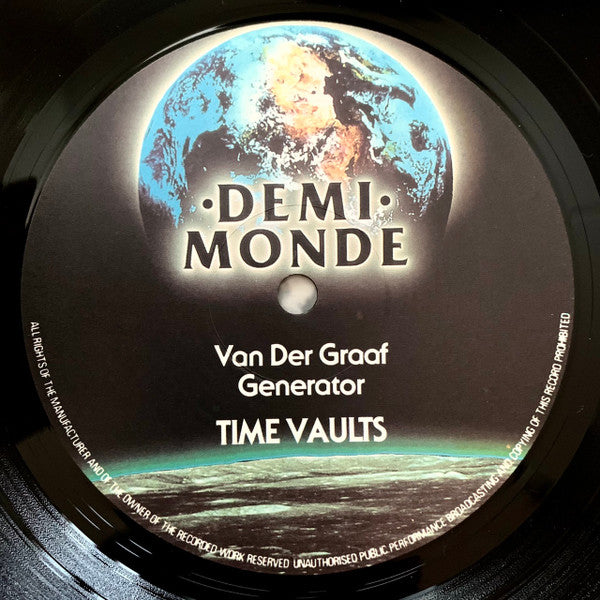 ·DEMI·
MONDE
Van Der Graaf
Generator
TIME VAULTS
ALL RIGHTS OF THE MANUFACTURER AND OF THE OWNER OF THE RECORDED WORK RESERVED UNAUTHORISED PUBLIC PERFORMANCE BROADCASTING AND COPYING OF THIS RECORD PROHIBITED